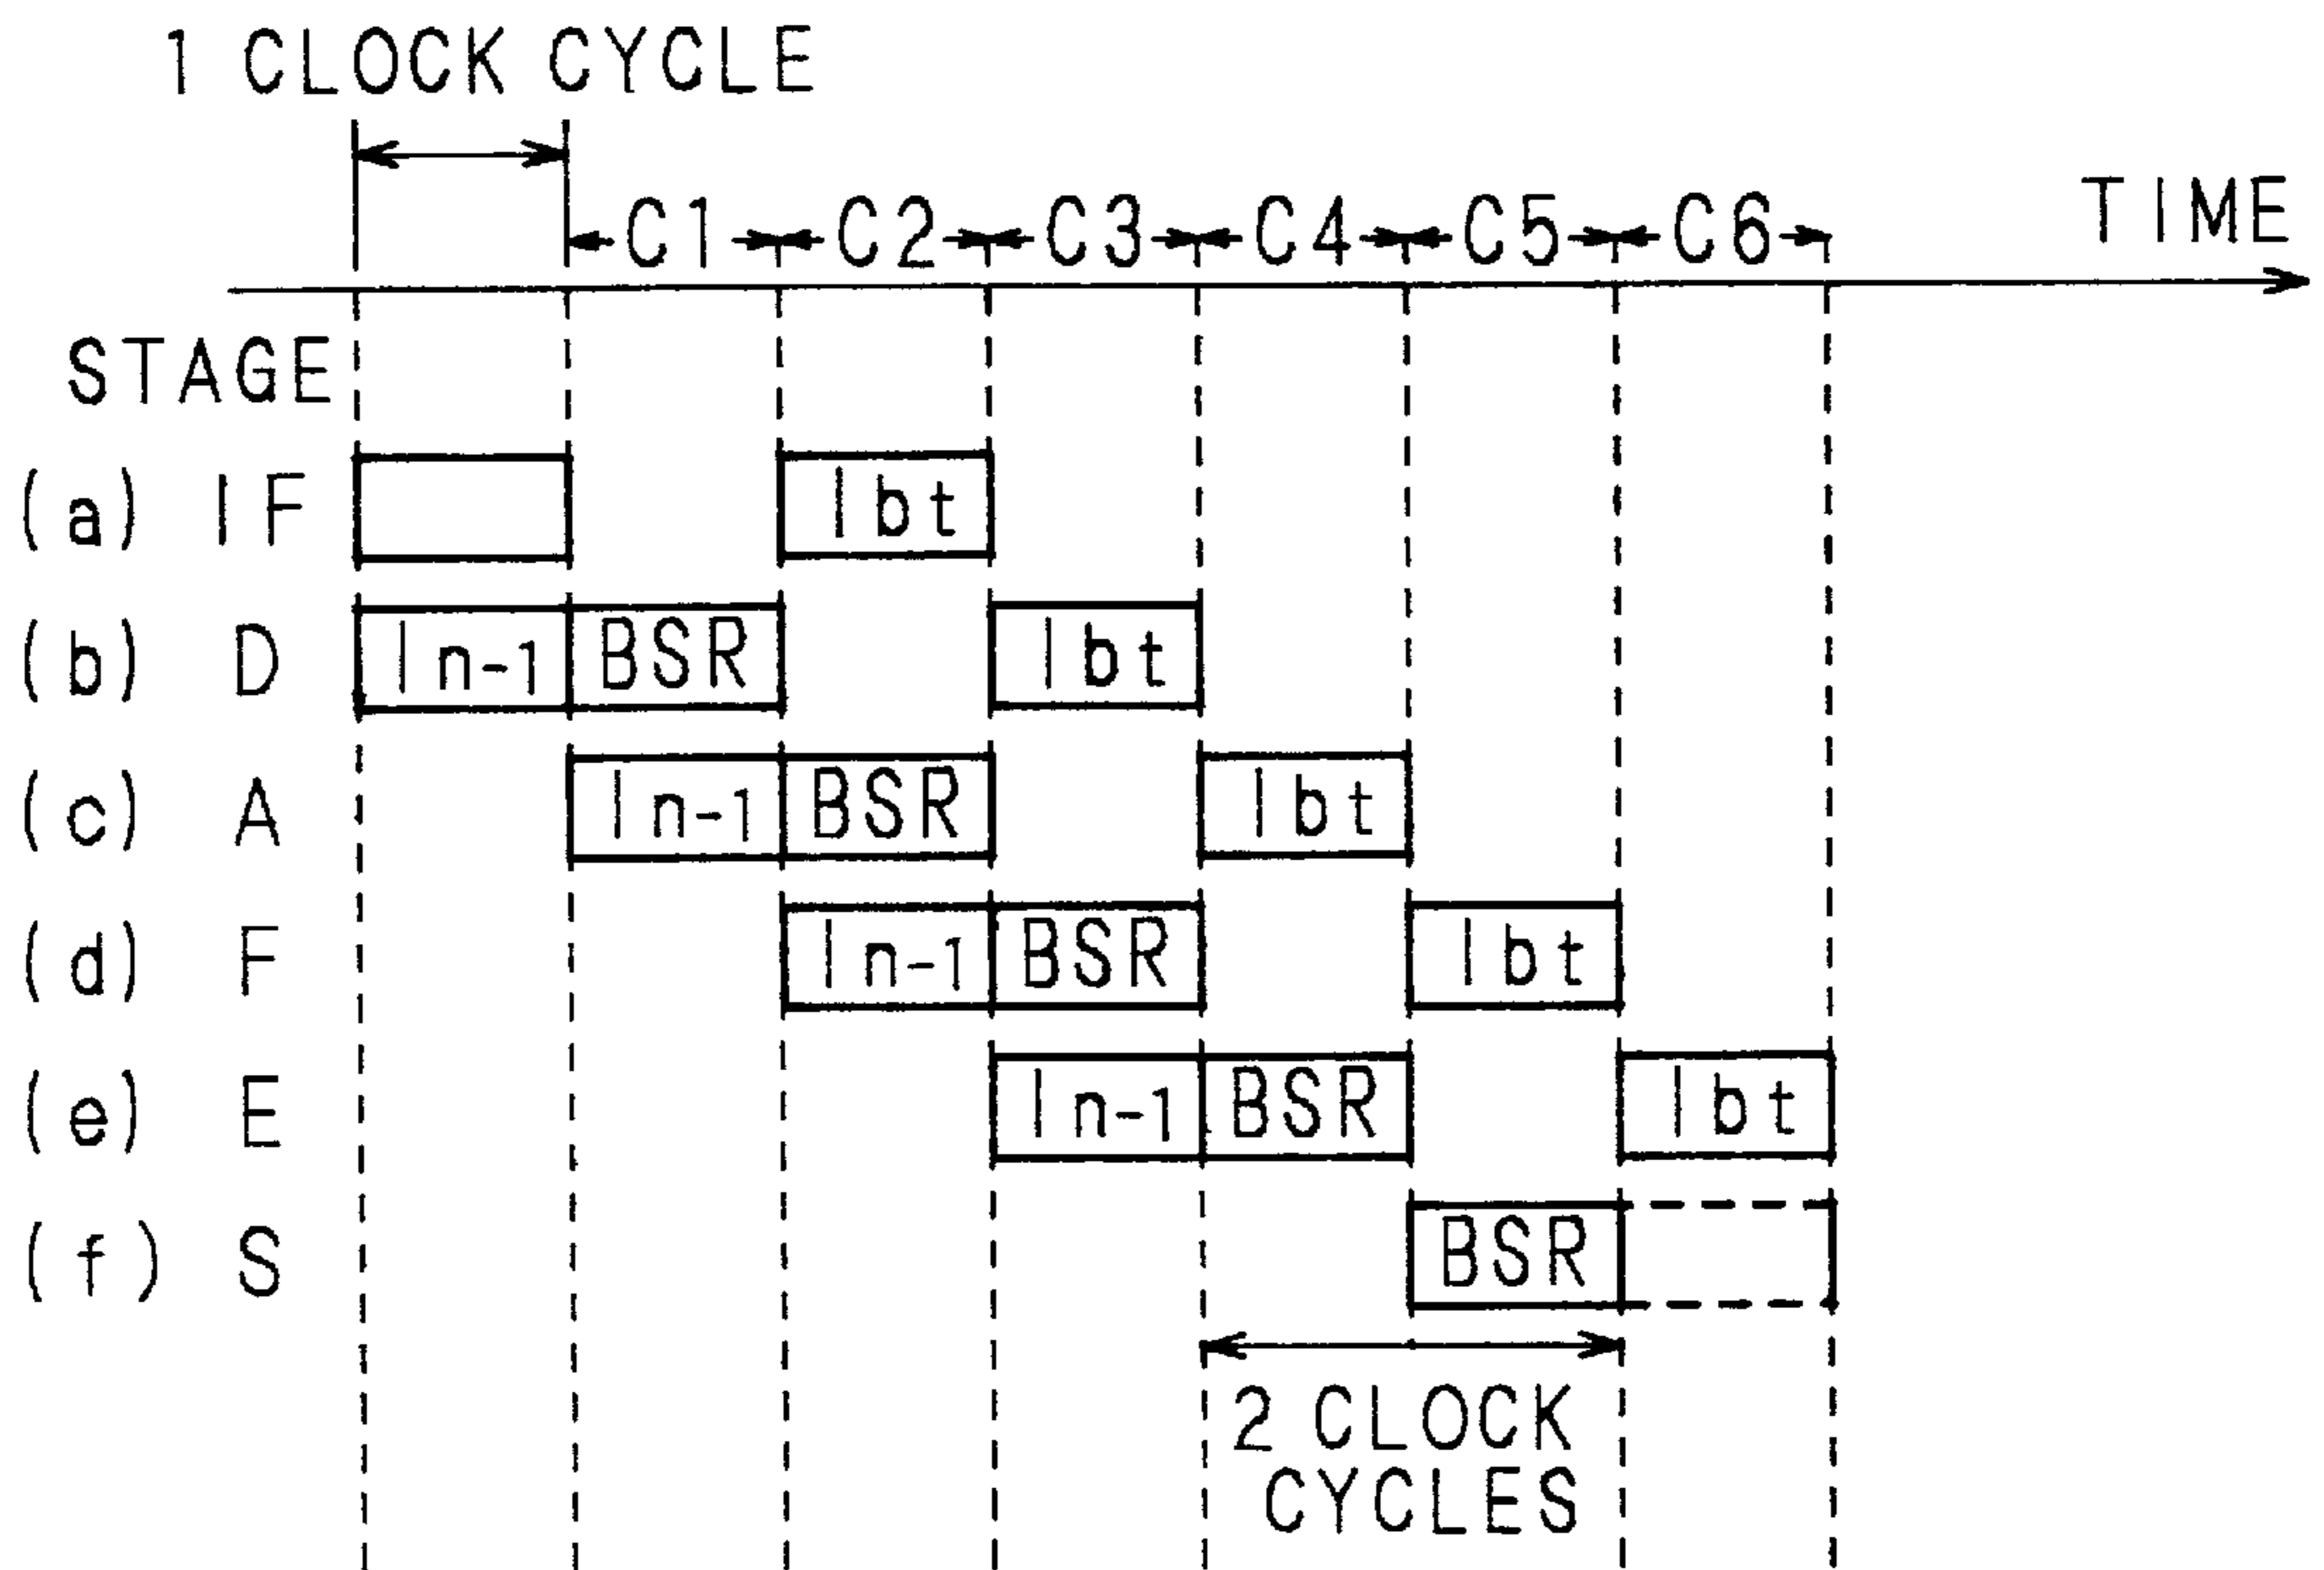 1 CLOCK CYCLE
C1 C2 C3 C4 C5 C6 TIME
STAGE
(a) IF Ibt
(b) D In-1 BSR Ibt
(c) A In-1 BSR Ibt
(d) F In-1 BSR Ibt
(e) E In-1 BSR Ibt
(f) S BSR
2 CLOCK
CYCLES